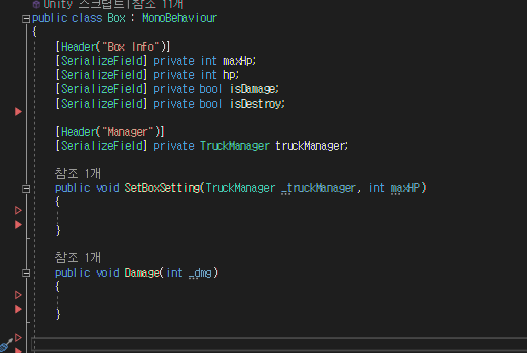 Unity 스크립트|참조 11개
public class Box : MonoBehaviour
{
[Header("Box Info")]
[SerializeField] private int maxHp;
[SerializeField] private int hp;
[SerializeField] private bool isDamage;
[SerializeField] private bool isDestroy;
[Header("Manager")]
[SerializeField] private TruckManager truckManager;
참조 1개
public void SetBoxSetting(TruckManager _truckManager, int maxHP)
{
}
참조 1개
public void Damage(int _dmg)
{
}